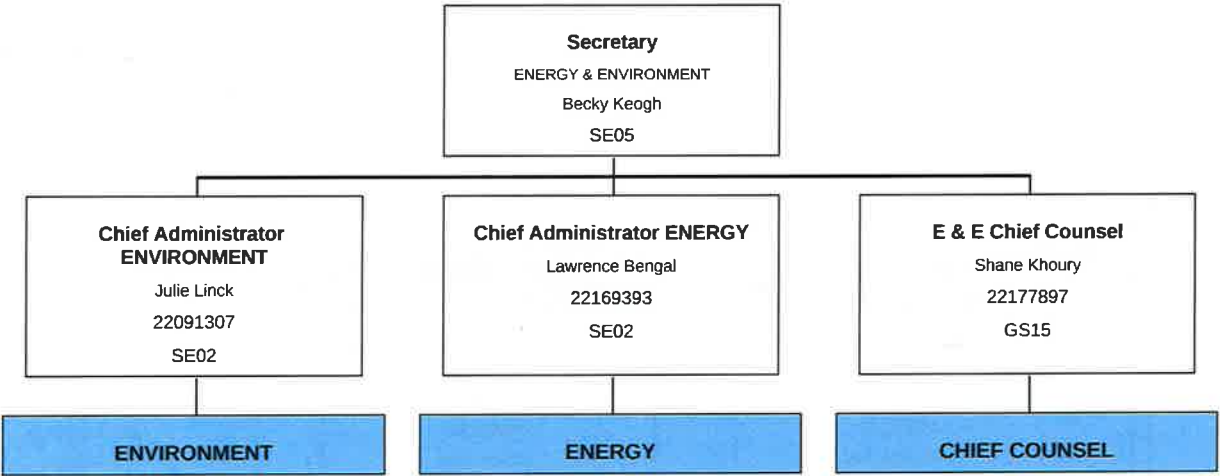 Secretary
ENERGY & ENVIRONMENT
Becky Keogh
SE05
Chief Administrator
ENVIRONMENT
Julie Linck
22091307
SE02
Chief Administrator ENERGY
Lawrence Bengal
22169393
SE02
E & E Chief Counsel
Shane Khoury
22177897
GS15
ENVIRONMENT
ENERGY
CHIEF COUNSEL